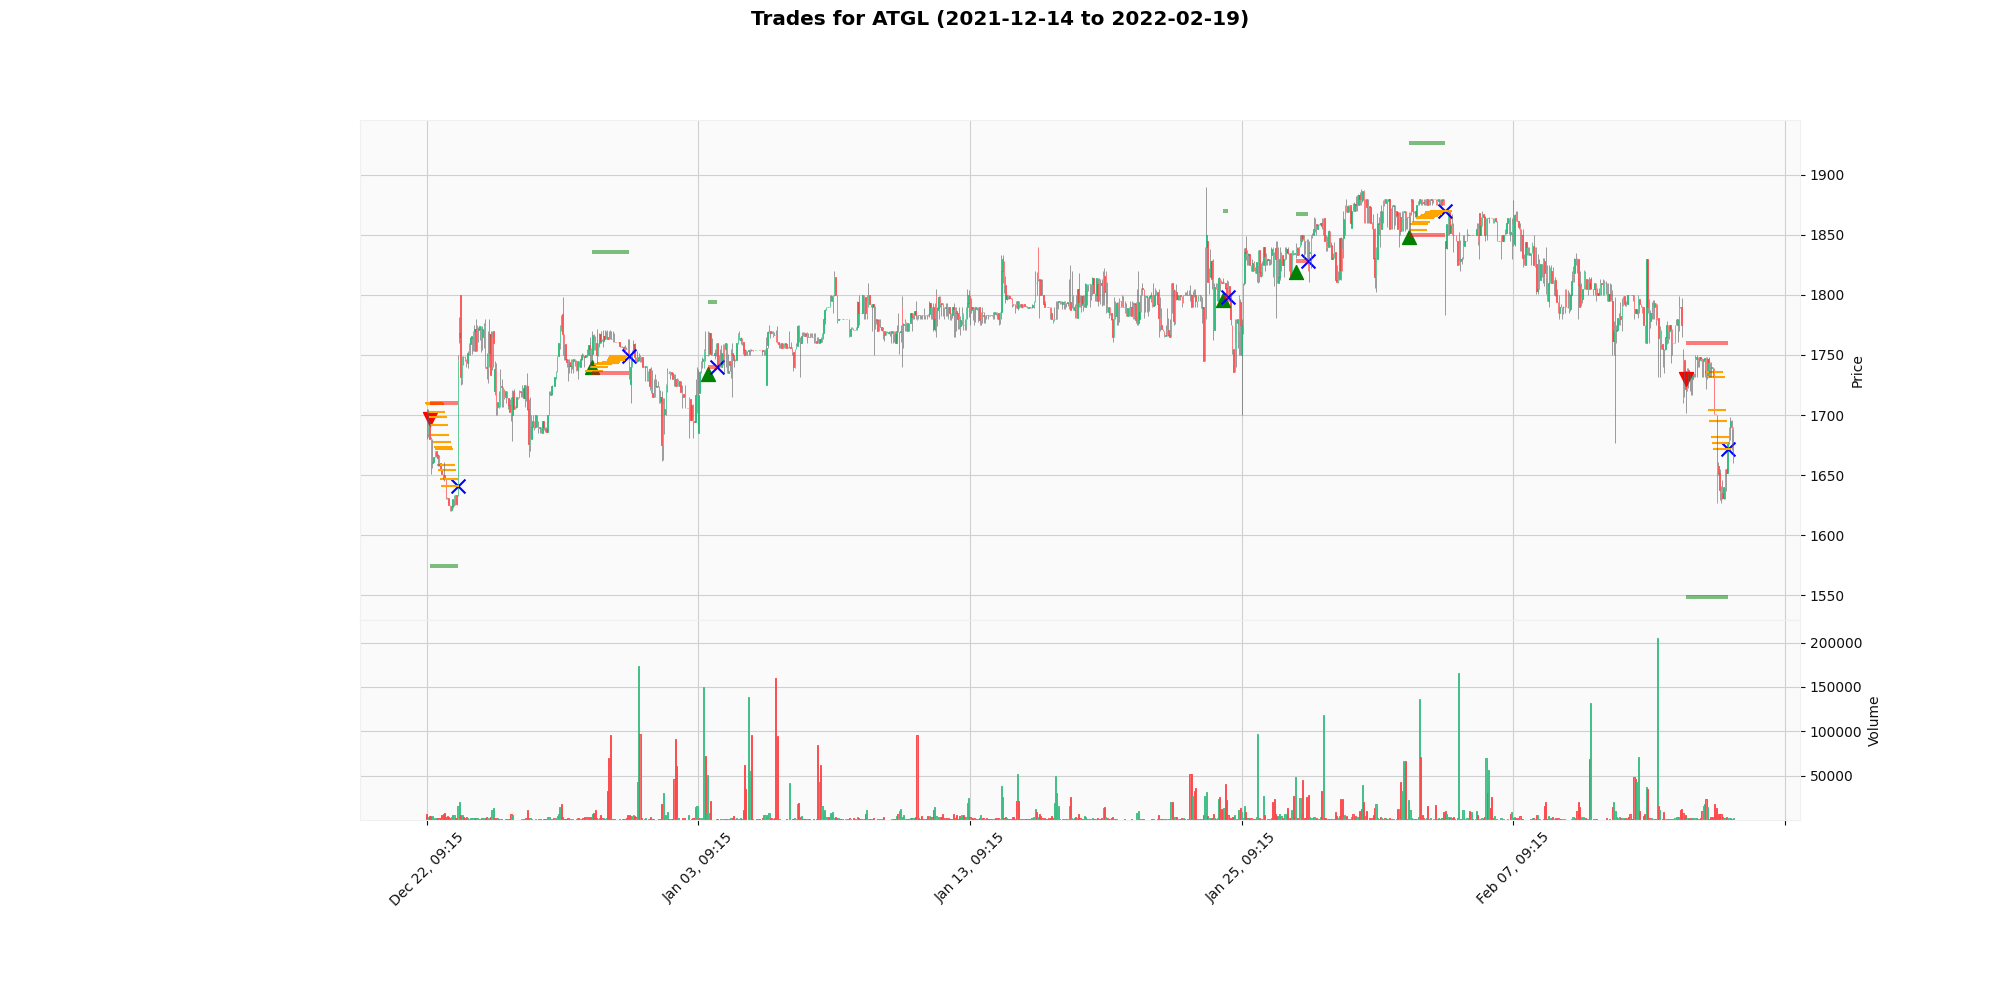 Trades for ATGL (2021-12-14 to 2022-02-19)
1900
1850
1800
1750
1700
1650
1600
1550
Price
200000
150000
100000
50000
Volume
Dec 22, 09:15
Jan 03, 09:15
Jan 13, 09:15
Jan 25, 09:15
Feb 07, 09:15